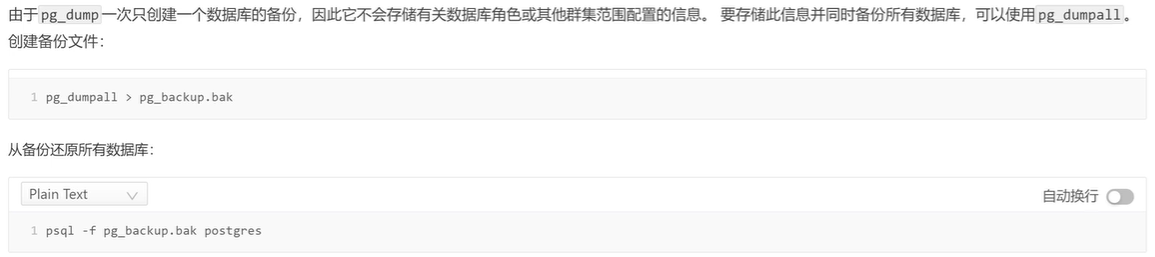 由于pg_dump一次只创建一个数据库的备份，因此它不会存储有关数据库角色或其他群集范围配置的信息。 要存储此信息并同时备份所有数据库，可以使用pg_dumpall。
创建备份文件：
1 pg_dumpall > pg_backup.bak
从备份还原所有数据库：
Plain Text 自动换行
1 psql -f pg_backup.bak postgres